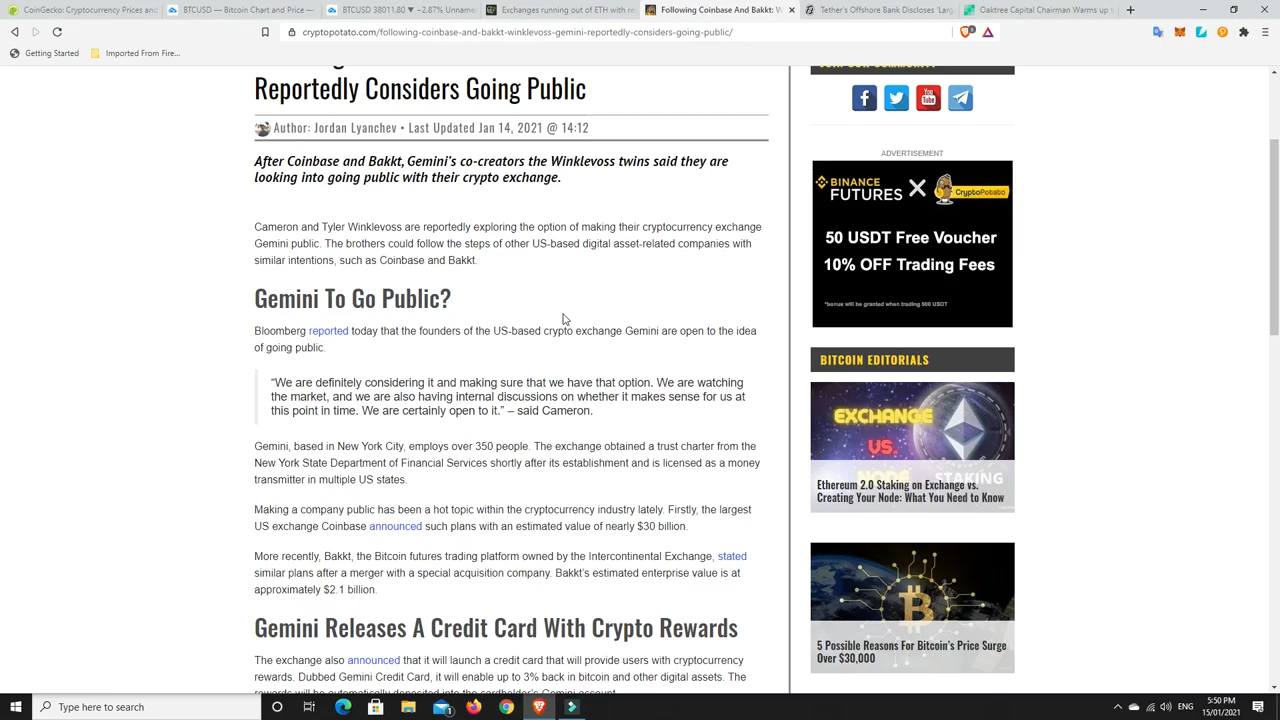 CoinGecko: Cryptocurrency Prices
BTCUSD — Bitcoin Chart and Price —
BTCUSD 38011.80 ▼ −2.87% Unname
Exchanges running out of ETH with re
Following Coinbase and Bakkt: W
Tether's Offshore Bank Discloses 'Larg
Capital Chairman Warns up t
cryptopotato.com/following-coinbase-and-bakkt-winklevoss-gemini-reportedly-considers-going-public/
Getting Started
Imported From Fire...
Reportedly Considers Going Public
Author: Jordan Lyanchev • Last Updated Jan 14, 2021 @ 14:12
After Coinbase and Bakkt, Gemini's co-creators the Winklevoss twins said they are
looking into going public with their crypto exchange.
Cameron and Tyler Winklevoss are reportedly exploring the option of making their cryptocurrency exchange
Gemini public. The brothers could follow the steps of other US-based digital asset-related companies with
similar intentions, such as Coinbase and Bakkt.
Gemini To Go Public?
Bloomberg reported today that the founders of the US-based crypto exchange Gemini are open to the idea
of going public.
"We are definitely considering it and making sure that we have that option. We are watching
the market, and we are also having internal discussions on whether it makes sense for us at
this point in time. We are certainly open to it." – said Cameron.
Gemini, based in New York City, employs over 350 people. The exchange obtained a trust charter from the
New York State Department of Financial Services shortly after its establishment and is licensed as a money
transmitter in multiple US states.
Making a company public has been a hot topic within the cryptocurrency industry lately. Firstly, the largest
US exchange Coinbase announced such plans with an estimated value of nearly $30 billion.
More recently, Bakkt, the Bitcoin futures trading platform owned by the Intercontinental Exchange, stated
similar plans after a merger with a special acquisition company. Bakkt's estimated enterprise value is at
approximately $2.1 billion.
Gemini Releases A Credit Card With Crypto Rewards
The exchange also announced that it will launch a credit card that will provide users with cryptocurrency
rewards. Dubbed Gemini Credit Card, it will enable up to 3% back in bitcoin and other digital assets. The
rewards will be automatically deposited into the cardholder's Gemini account.
JOIN OUR COMMUNITY
You
Tube
ADVERTISEMENT
BINANCE
FUTURES
CryptoPotato
50 USDT Free Voucher
10% OFF Trading Fees
*bonus will be granted when trading 500 USDT
BITCOIN EDITORIALS
EXCHANGE
VS.
NODE
STAKING
Ethereum 2.0 Staking on Exchange vs.
Creating Your Node: What You Need to Know
5 Possible Reasons For Bitcoin's Price Surge
Over $30,000
Type here to search
ENG
5:50 PM
15/01/2021